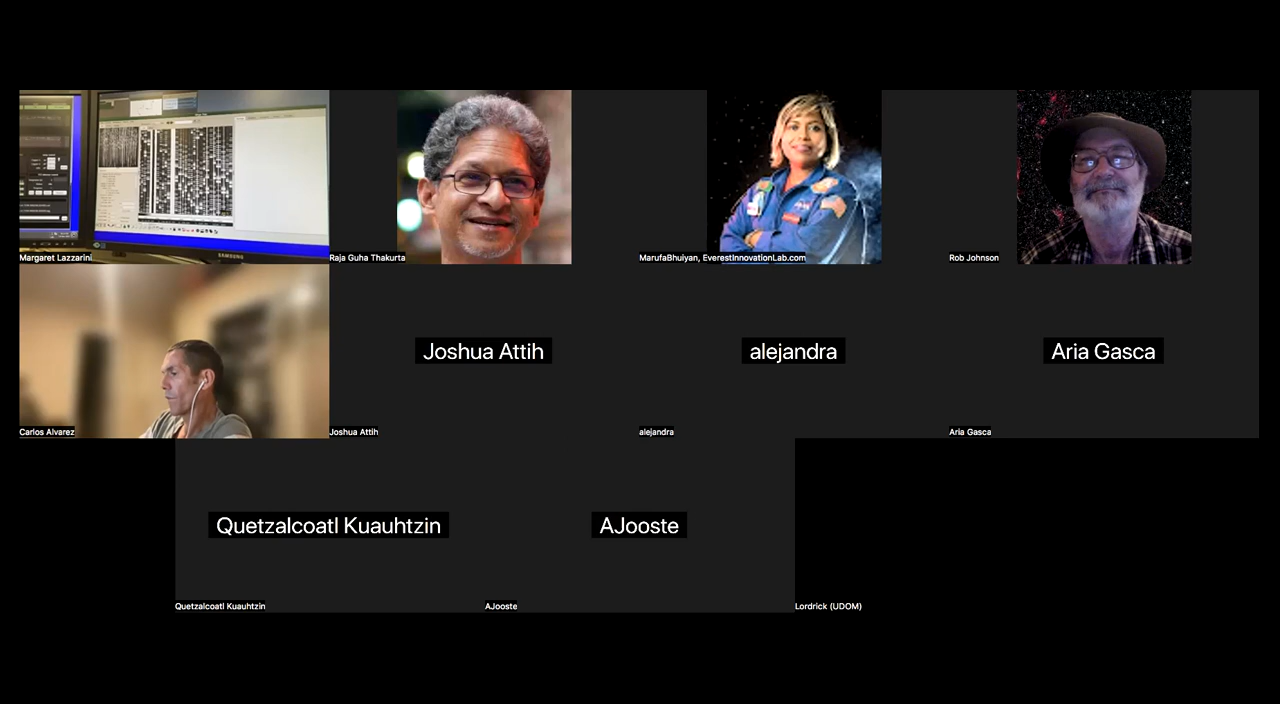 SAMSUNG
Margaret Lazzarini
Raja Guha Thakurta
MarufaBhuiyan, EverestInnovationLab.com
Rob Johnson
Joshua Attih
alejandra
Aria Gasca
Carlos Alvarez
Joshua Attih
alejandra
Aria Gasca
Quetzalcoatl Kuauhtzin
AJooste
Quetzalcoatl Kuauhtzin
AJooste
Lordrick (UDOM)